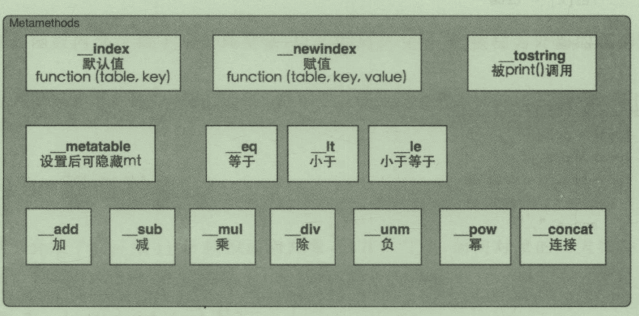 Metamethods
__index
默认值
function (table, key)
__newindex
赋值
function (table, key, value)
__tostring
被print()调用
__metatable
设置后可隐藏mt
__eq
等于
__lt
小于
__le
小于等于
__add
加
__sub
减
__mul
乘
__div
除
__unm
负
__pow
幂
__concat
连接